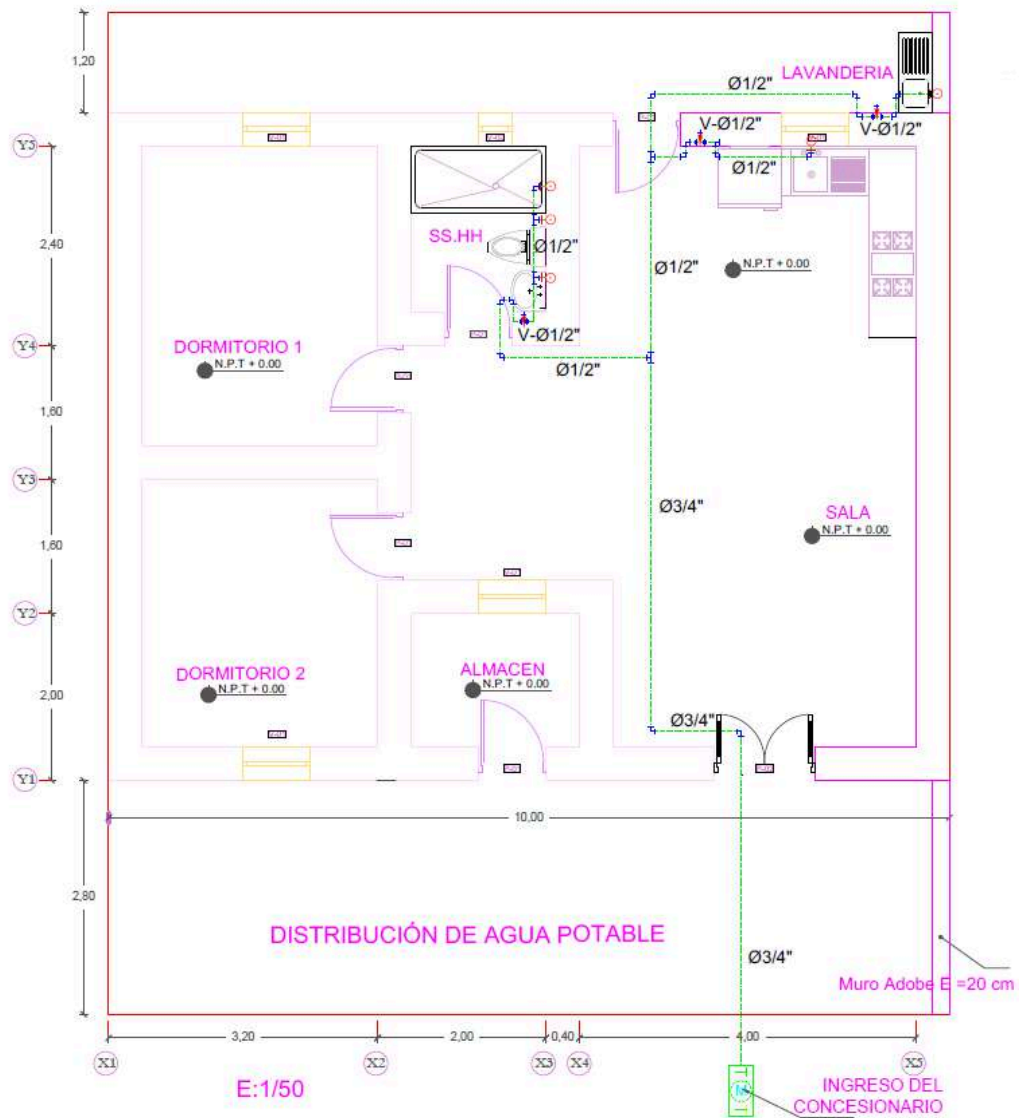 1,20
LAVANDERIA
Ø1/2"
V-Ø1/2"
V-Ø1/2"
Y5
Ø1/2"
SS.HH
2,40
Ø1/2"
Ø1/2"
N.P.T + 0.00
V-Ø1/2"
Y4
DORMITORIO 1
N.P.T + 0.00
Ø1/2"
1,60
Y3
Ø3/4"
SALA
N.P.T + 0.00
1,60
Y2
DORMITORIO 2
ALMACEN
N.P.T + 0.00
N.P.T + 0.00
2,00
Ø3/4"
Y1
10,00
2,80
DISTRIBUCIÓN DE AGUA POTABLE
Ø3/4"
Muro Adobe E =20 cm
3,20
2,00
0,40
4,00
X1
X2
X3
X4
X5
E:1/50
M
INGRESO DEL
CONCESIONARIO